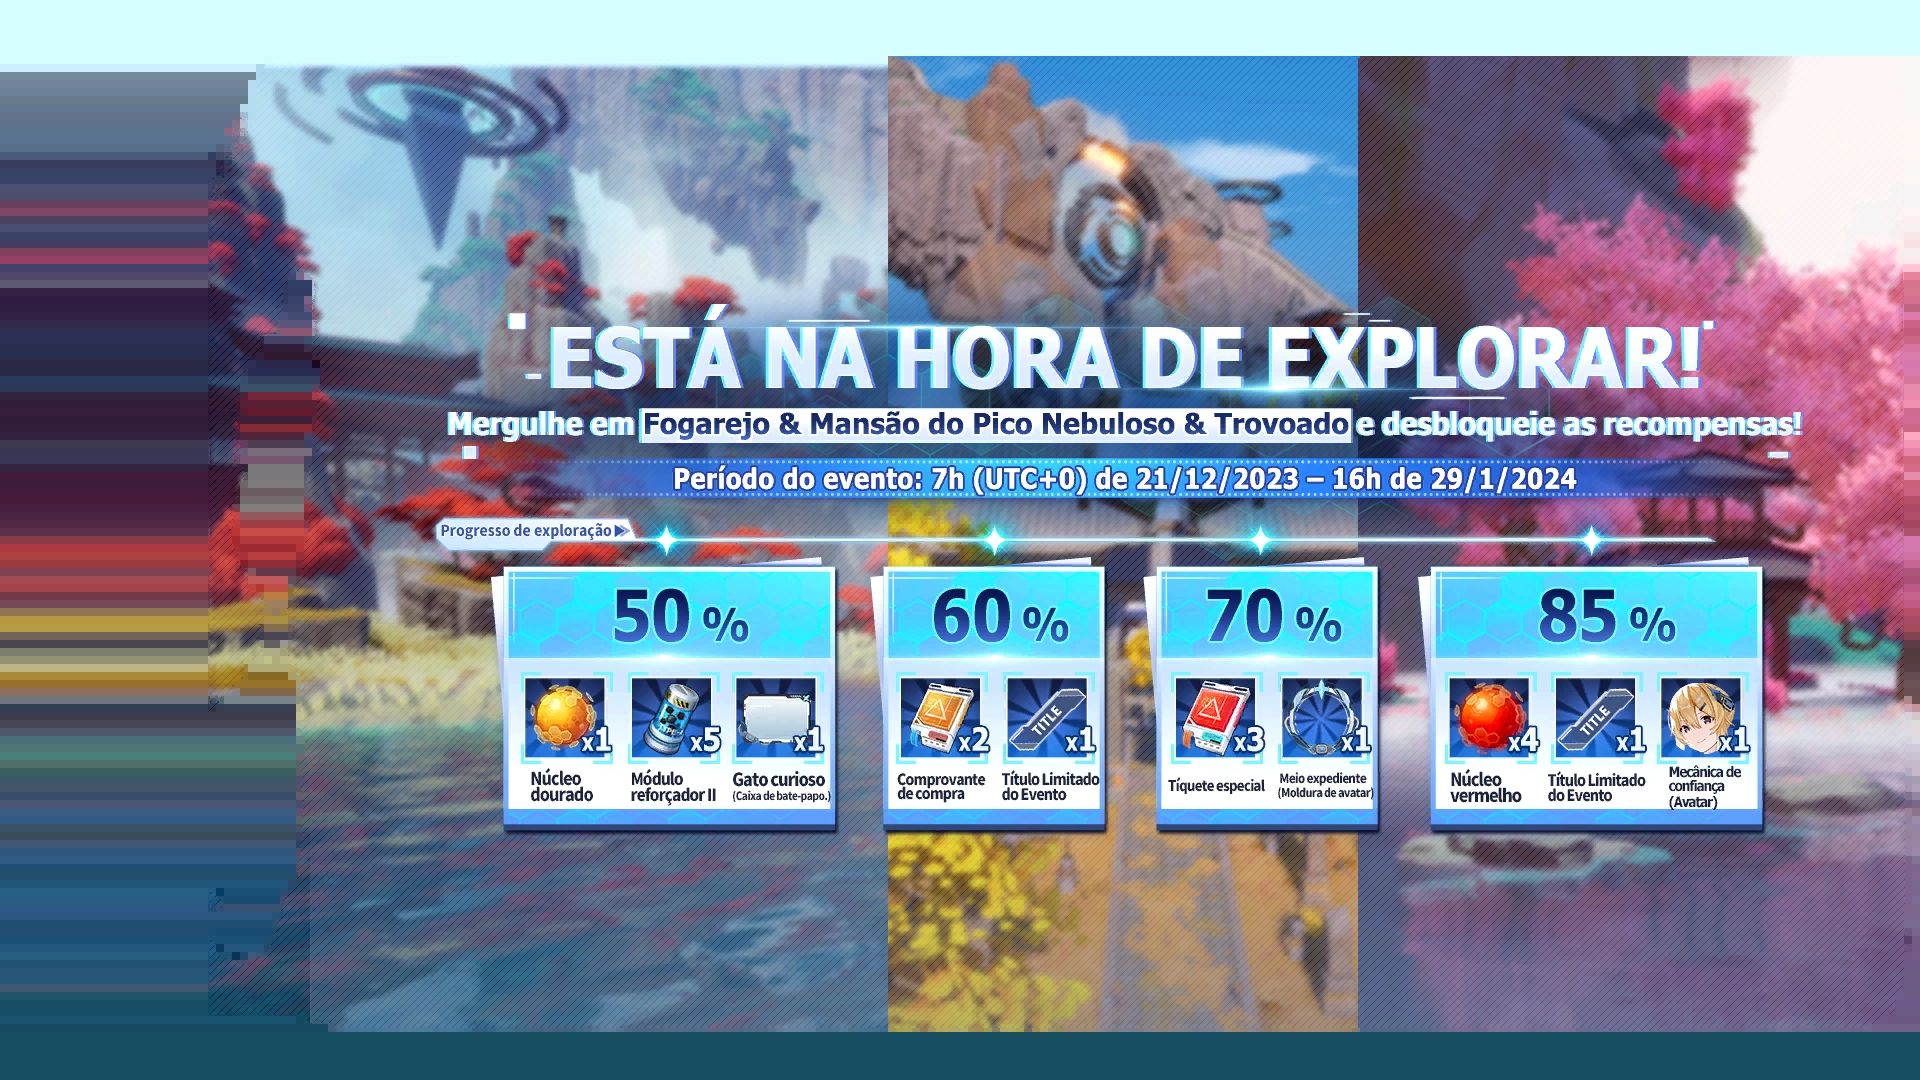 ESTÁ NA HORA DE EXPLORAR!
Mergulhe em Fogarejo & Mansão do Pico Nebuloso & Trovoado e desbloqueie as recompensas!
Período do evento: 7h (UTC+0) de 21/12/2023 – 16h de 29/1/2024
Progresso de exploração
50 %
x1
x5
x1
Núcleo
dourado
Módulo
reforçador II
Gato curioso
(Caixa de bate-papo.)
60 %
x2
TITLE
x1
Comprovante
de compra
Título Limitado
do Evento
70 %
x3
x1
Tíquete especial
Meio expediente
(Moldura de avatar)
85 %
x4
TITLE
x1
x1
Núcleo
vermelho
Título Limitado
do Evento
Mecânica de
confiança
(Avatar)